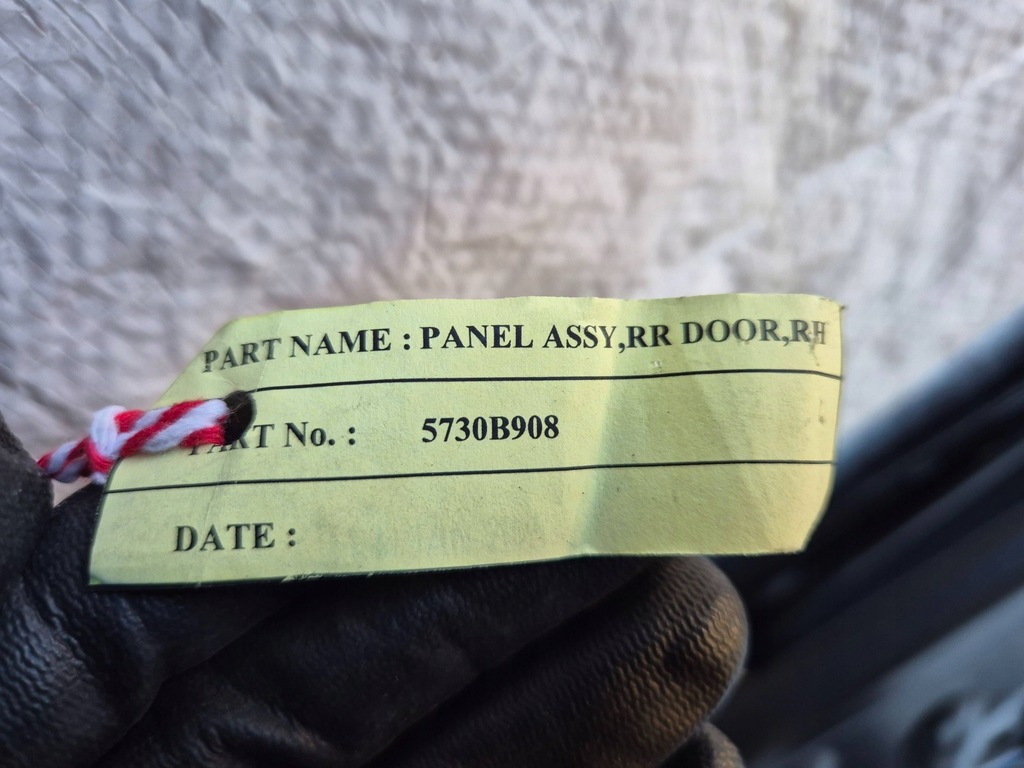 PART NAME : PANEL ASSY,RR DOOR,RH
PART No. : 5730B908
DATE :